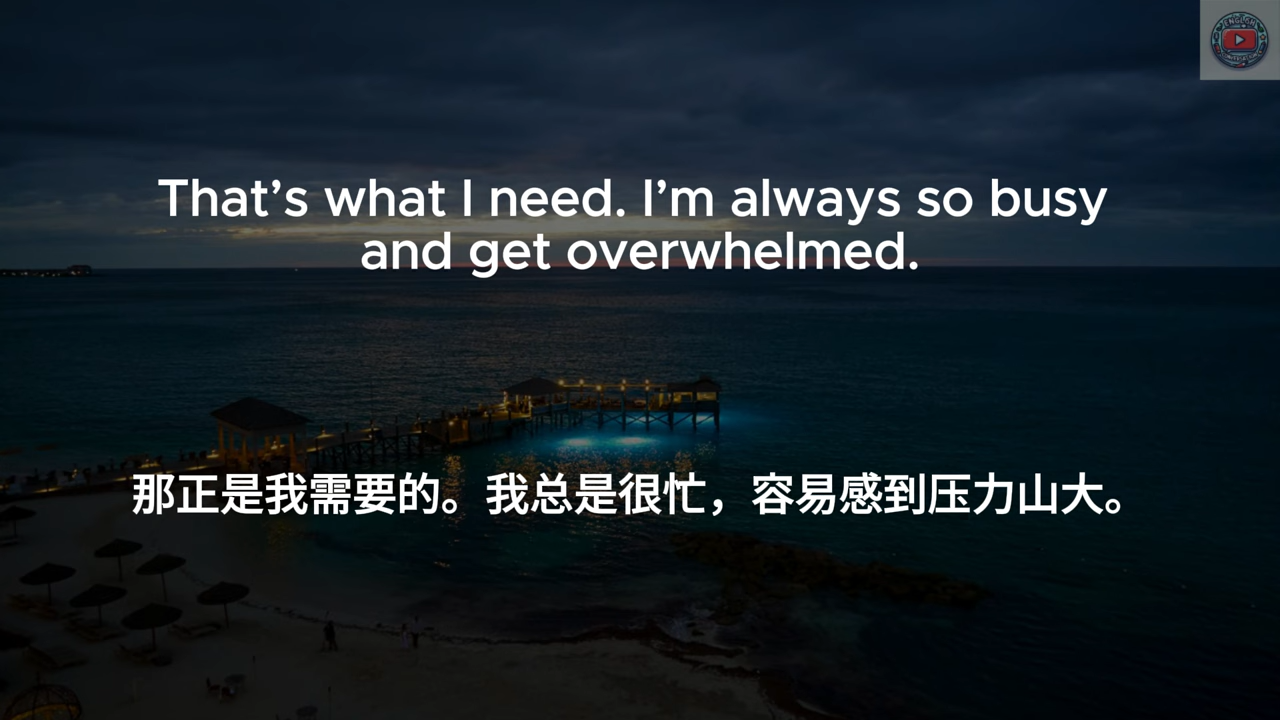 ENGLISH
That’s what I need. I’m always so busy
and get overwhelmed.
那正是我需要的。我总是很忙，容易感到压力山大。